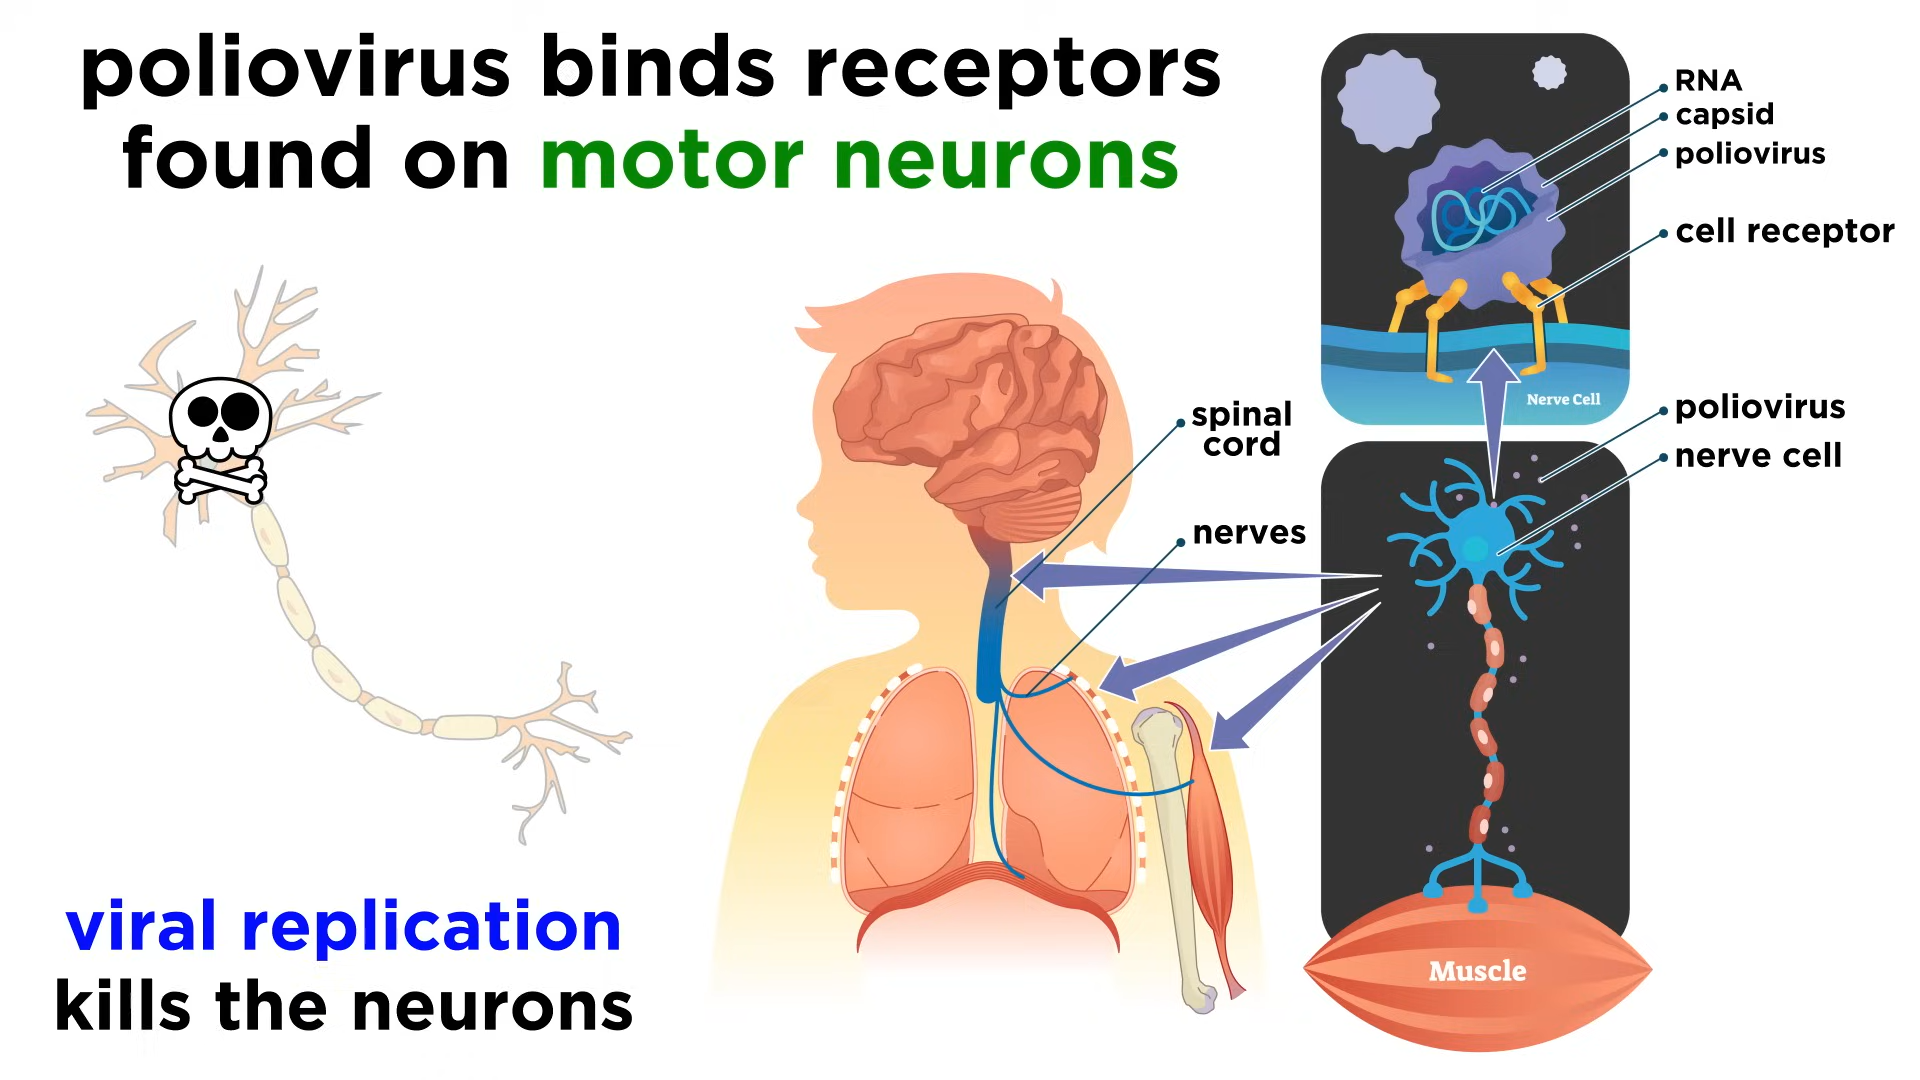 poliovirus binds receptors
found on motor neurons
RNA
capsid
poliovirus
cell receptor
Nerve Cell
spinal
cord
nerves
poliovirus
nerve cell
Muscle
viral replication
kills the neurons